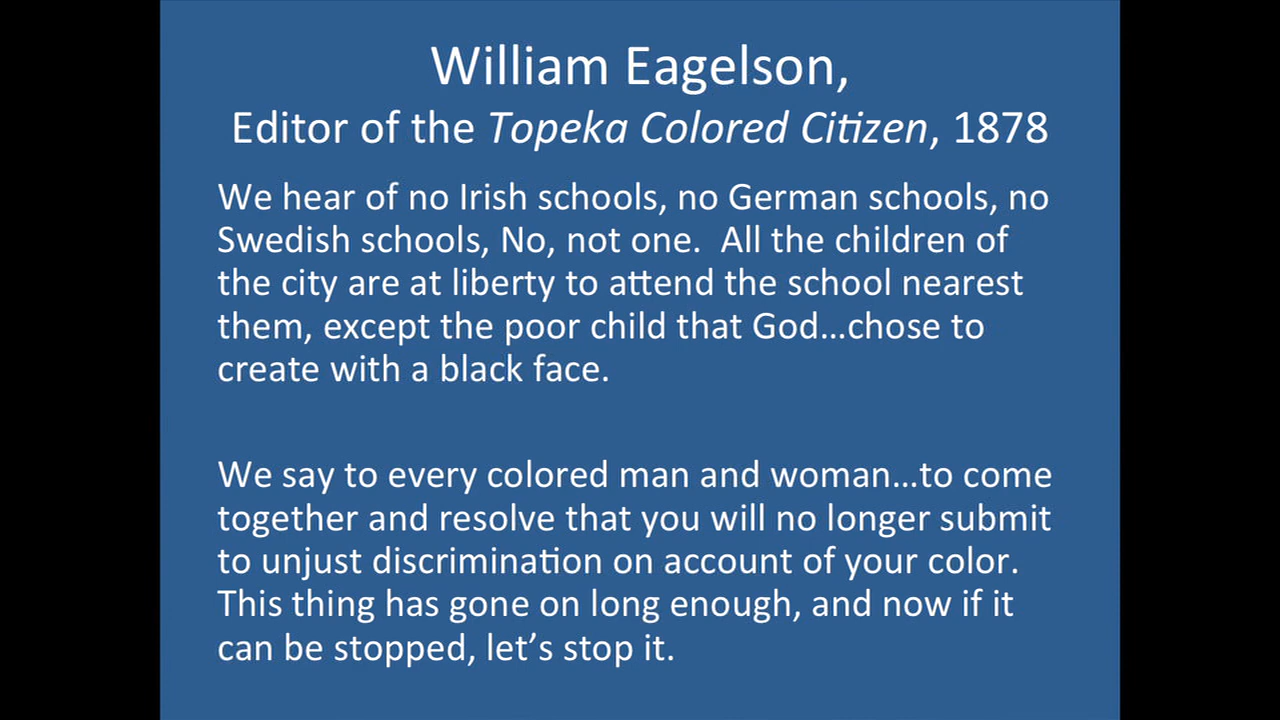 William Eagelson,
Editor of the Topeka Colored Citizen, 1878
We hear of no Irish schools, no German schools, no
Swedish schools, No, not one.  All the children of
the city are at liberty to attend the school nearest
them, except the poor child that God…chose to
create with a black face.
We say to every colored man and woman…to come
together and resolve that you will no longer submit
to unjust discrimination on account of your color.
This thing has gone on long enough, and now if it
can be stopped, let’s stop it.